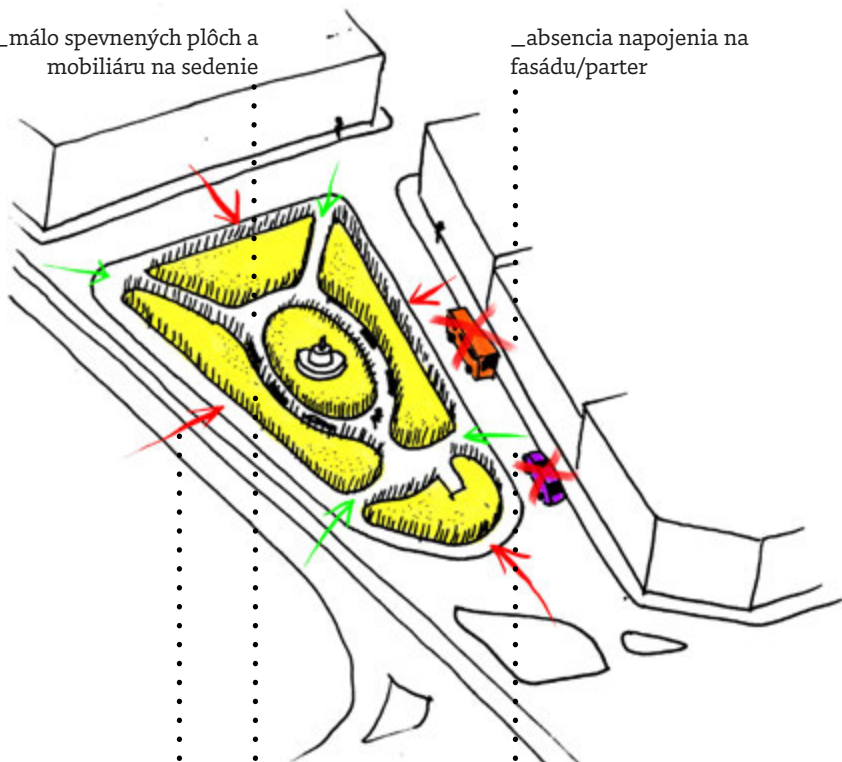 _málo spevnených plôch a
mobiliáru na sedenie
_absencia napojenia na
fasádu/parter